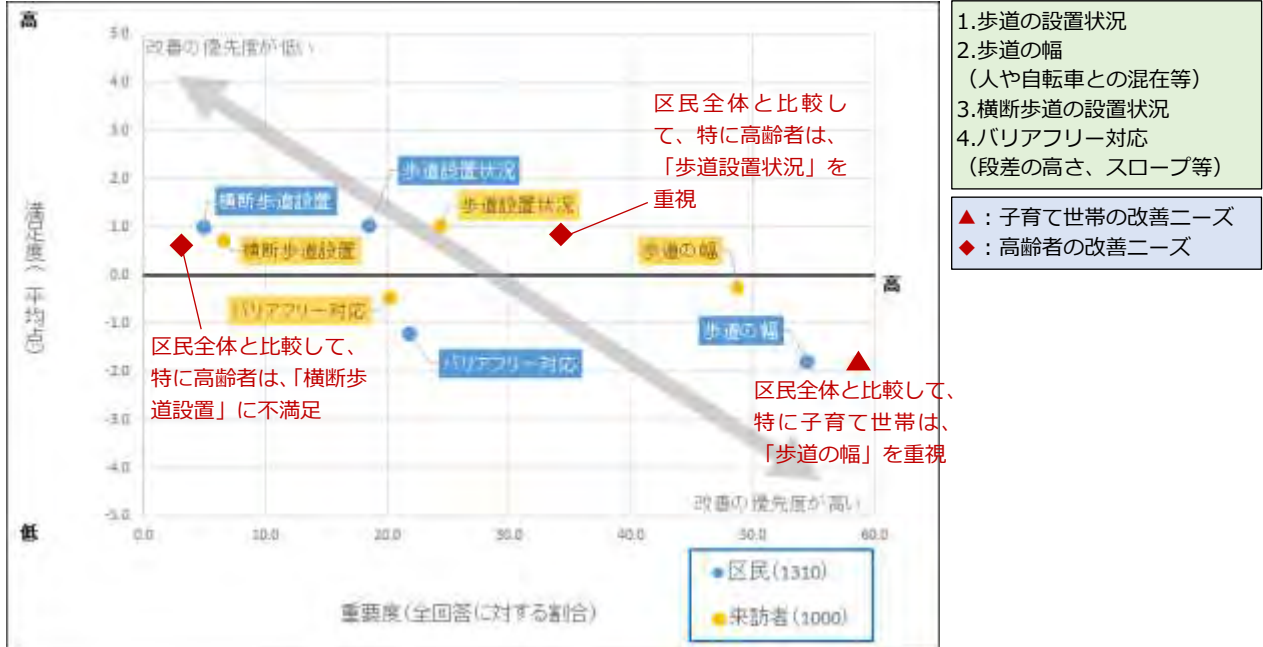 高
5.0
改善の優先度が低い
4.0
3.0
2.0
1.0
0.0
-1.0
-2.0
-3.0
-4.0
-5.0
満足度(平均点)
区民全体と比較し
て、特に高齢者は、
「歩道設置状況」を
重視
歩道設置状況
横断歩道設置
歩道設置状況
横断歩道設置
歩道の幅
高
バリアフリー対応
歩道の幅
バリアフリー対応
区民全体と比較して、
特に高齢者は、「横断歩
道設置」に不満足
区民全体と比較して、
特に子育て世帯は、
「歩道の幅」を重視
改善の優先度が高い
低
0.0
10.0
20.0
30.0
40.0
50.0
60.0
重要度(全回答に対する割合)
区民(1310)
来訪者(1000)
1.歩道の設置状況
2.歩道の幅
（人や自転車との混在等）
3.横断歩道の設置状況
4.バリアフリー対応
（段差の高さ、スロープ等）
▲：子育て世帯の改善ニーズ
◆：高齢者の改善ニーズ